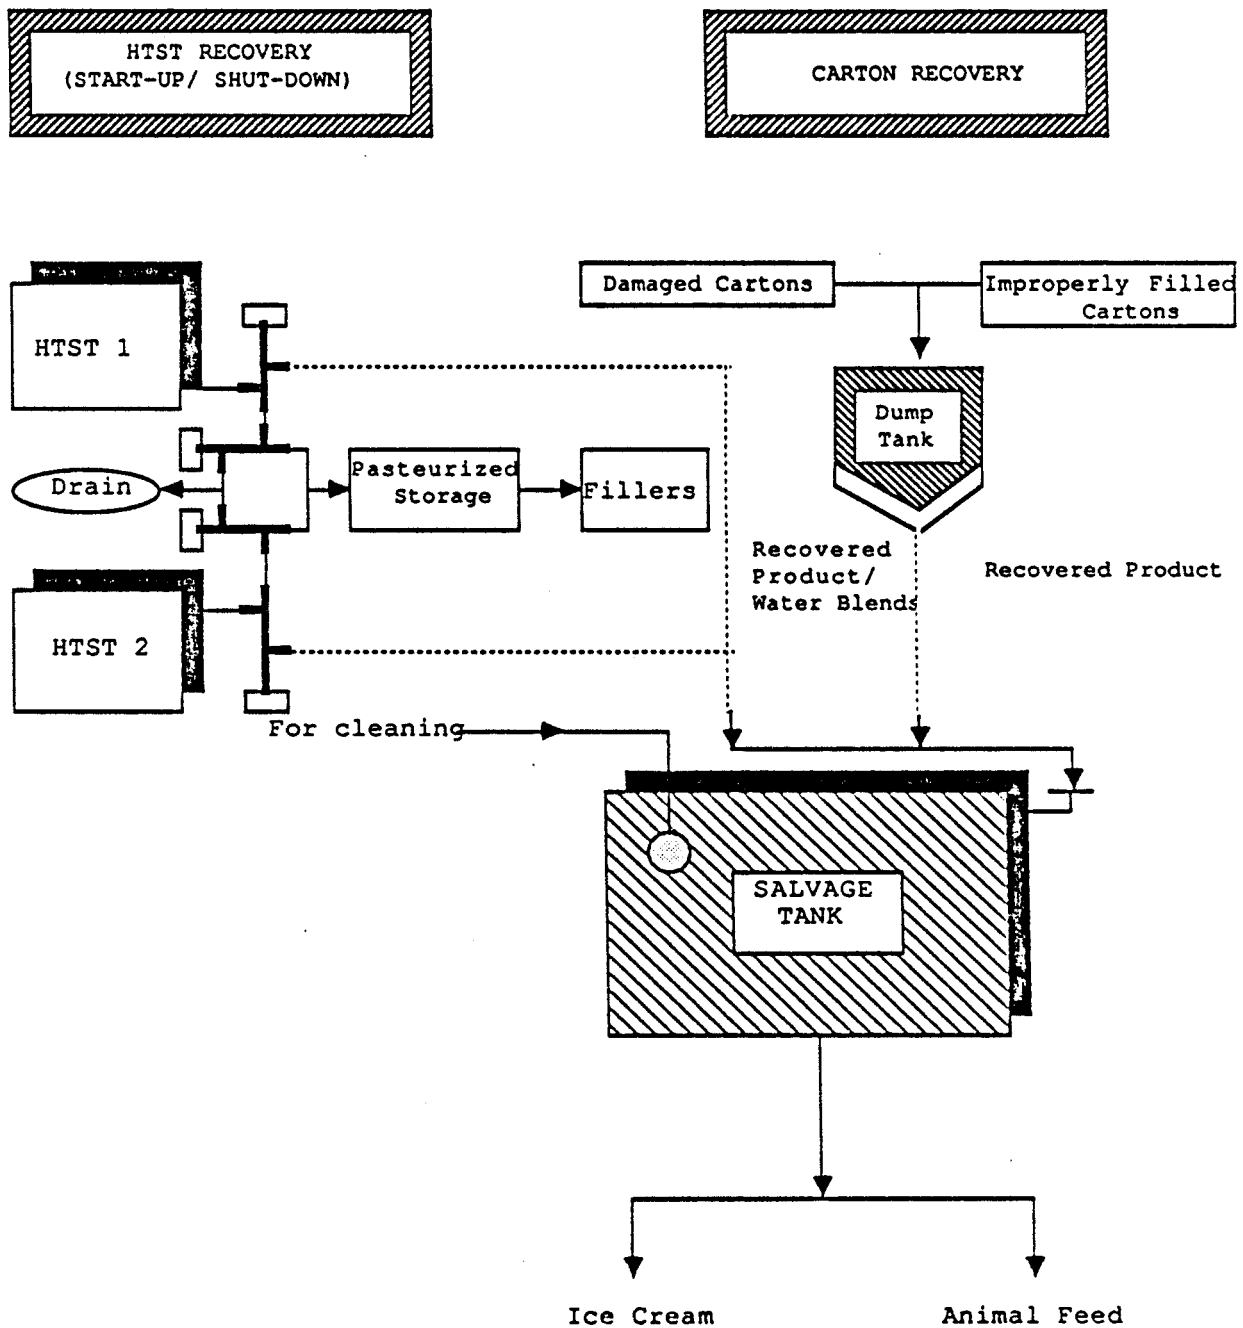 HTST RECOVERY
(START-UP/ SHUT-DOWN)
CARTON RECOVERY
Damaged Cartons
Improperly Filled
Cartons
HTST 1
Dump
Tank
Drain
Pasteurized
Storage
Fillers
Recovered
Product/
Water Blends
Recovered Product
HTST 2
For cleaning
SALVAGE
TANK
Ice Cream
Animal Feed